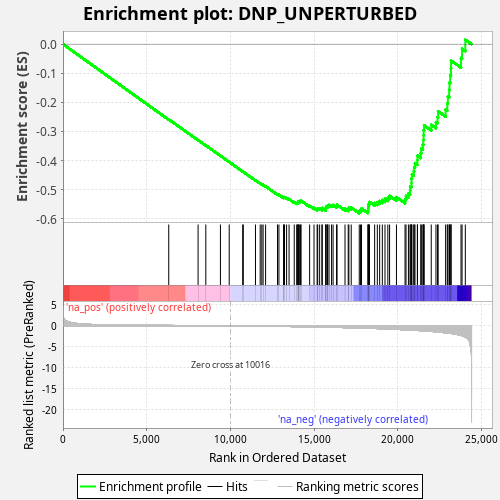 Enrichment plot: DNP_UNPERTURBED
Enrichment score (ES)
0.0
-0.1
-0.2
-0.3
-0.4
-0.5
-0.6
Ranked list metric (PreRanked)
5
0
-5
-10
-15
-20
'na_pos' (positively correlated)
Zero cross at 10016
'na_neg' (negatively correlated)
0
5,000
10,000
15,000
20,000
25,000
Rank in Ordered Dataset
Enrichment profile
Hits
Ranking metric scores